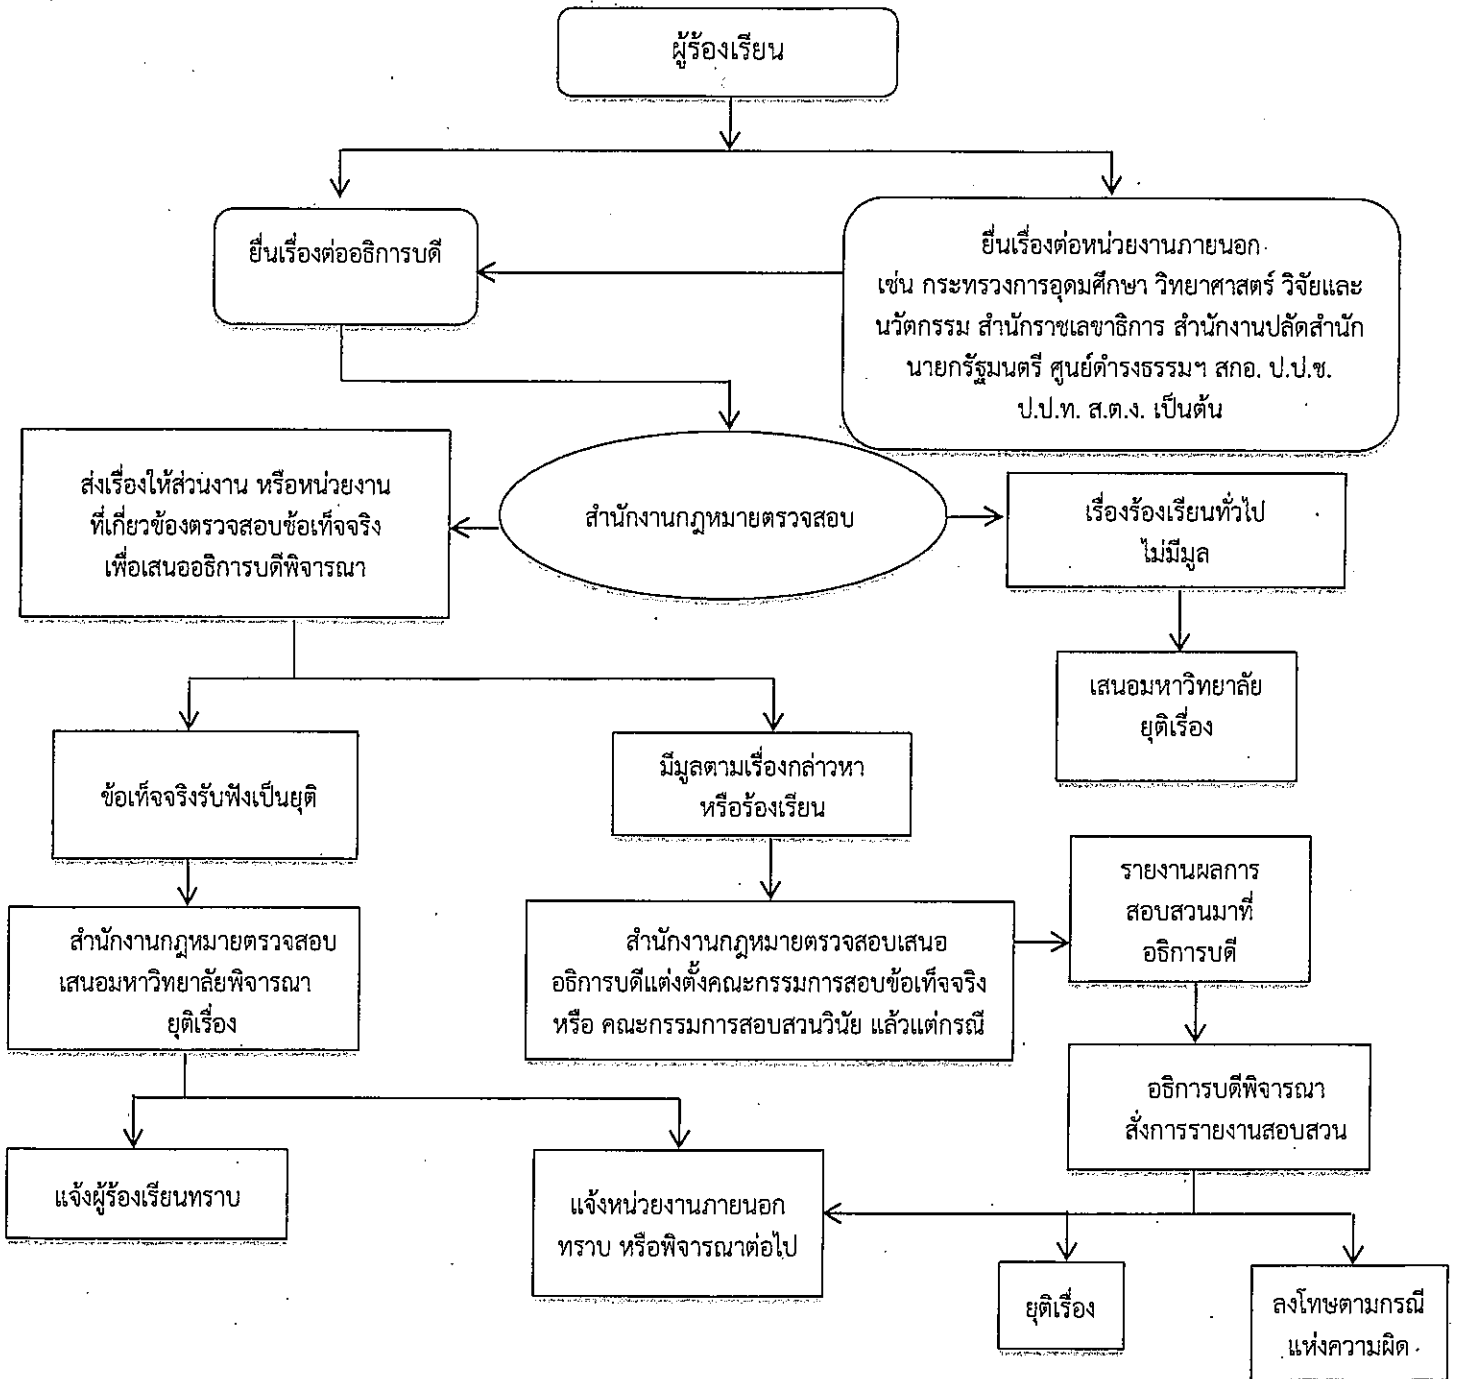 ผู้ร้องเรียน
ยื่นเรื่องต่ออธิการบดี
ยื่นเรื่องต่อหน่วยงานภายนอก
เช่น กระทรวงการอุดมศึกษา วิทยาศาสตร์ วิจัยและ
นวัตกรรม สำนักราชเลขาธิการ สำนักงานปลัดสำนัก
นายกรัฐมนตรี ศูนย์ดำรงธรรมฯ สกอ. ป.ป.ช.
ป.ป.ท. ส.ต.ง. เป็นต้น
ส่งเรื่องให้ส่วนงาน หรือหน่วยงาน
ที่เกี่ยวข้องตรวจสอบข้อเท็จจริง
เพื่อเสนออธิการบดีพิจารณา
สำนักงานกฎหมายตรวจสอบ
เรื่องร้องเรียนทั่วไป
ไม่มีมูล
เสนอมหาวิทยาลัย
ยุติเรื่อง
ข้อเท็จจริงรับฟังเป็นยุติ
มีมูลตามเรื่องกล่าวหา
หรือร้องเรียน
สำนักงานกฎหมายตรวจสอบ
เสนอมหาวิทยาลัยพิจารณา
ยุติเรื่อง
สำนักงานกฎหมายตรวจสอบเสนอ
อธิการบดีแต่งตั้งคณะกรรมการสอบข้อเท็จจริง
หรือ คณะกรรมการสอบสวนวินัย แล้วแต่กรณี
รายงานผลการ
สอบสวนมาที่
อธิการบดี
อธิการบดีพิจารณา
สั่งการรายงานสอบสวน
แจ้งผู้ร้องเรียนทราบ
แจ้งหน่วยงานภายนอก
ทราบ หรือพิจารณาต่อไป
ยุติเรื่อง
ลงโทษตามกรณี
แห่งความผิด